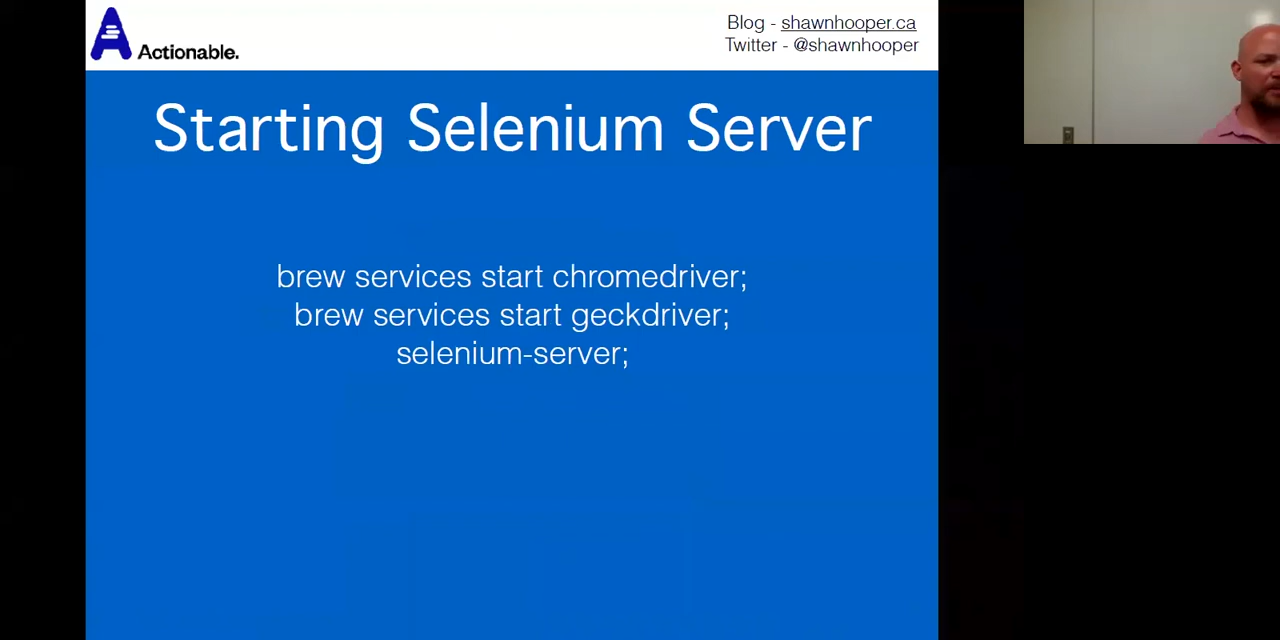 Actionable.
Blog - shawnhooper.ca
Twitter - @shawnhooper
Starting Selenium Server
brew services start chromedriver;
brew services start geckdriver;
selenium-server;